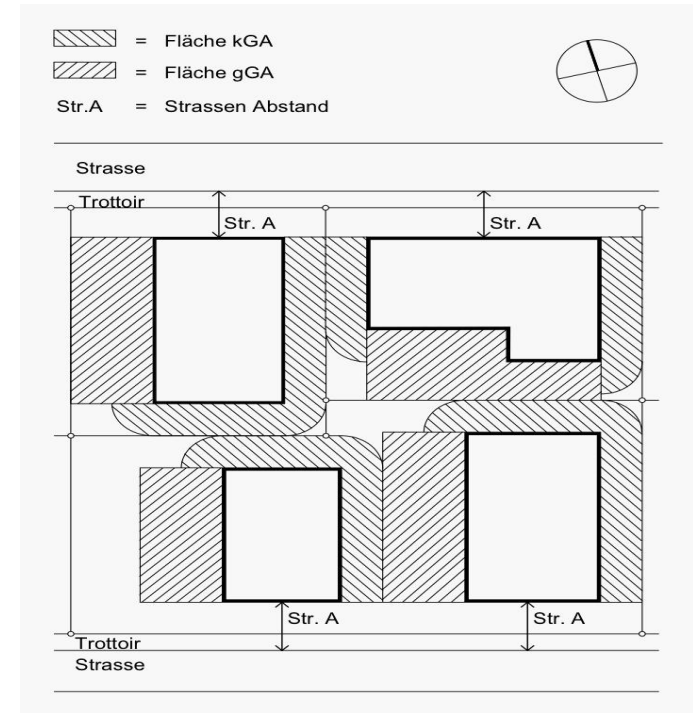 = Fläche kGA
= Fläche gGA
Str.A = Strassen Abstand
Strasse
Trottoir
Str. A
Str. A
Str. A
Str. A
Trottoir
Strasse